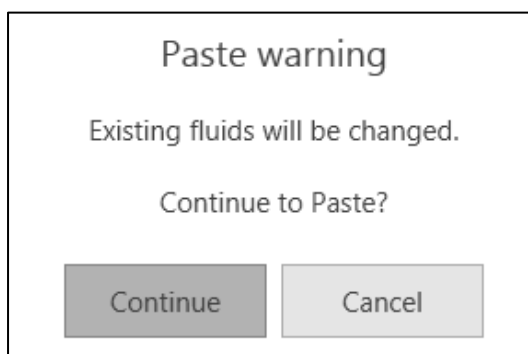 Paste warning
Existing fluids will be changed.
Continue to Paste?
Continue
Cancel